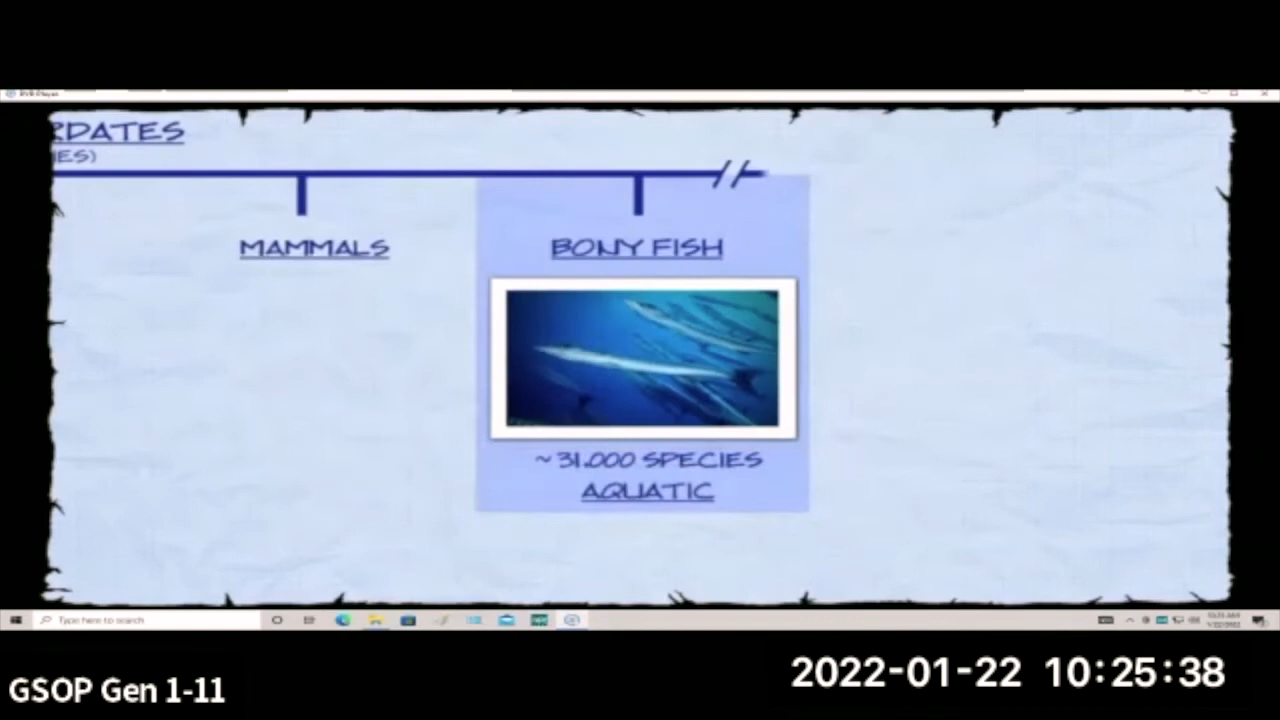 RDATES
IES)
MAMMALS
BONY FISH
~31,000 SPECIES
AQUATIC
Type here to search
GSOP Gen 1-11
2022-01-22 10:25:38